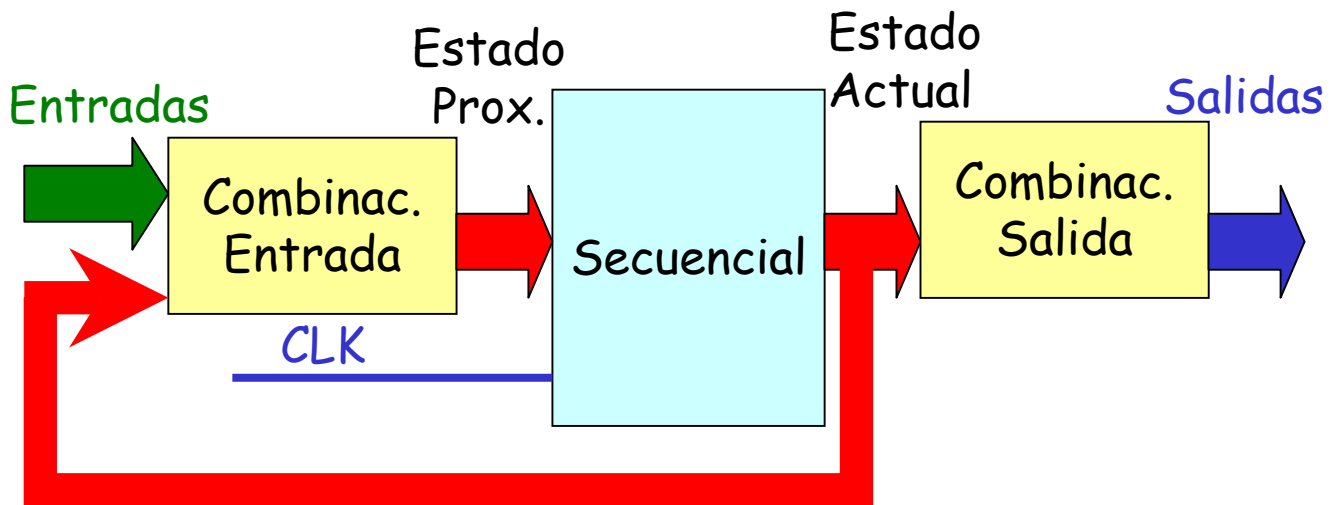 Entradas
Estado
Prox.
Estado
Actual
Salidas
Combinac.
Entrada
Secuencial
Combinac.
Salida
CLK